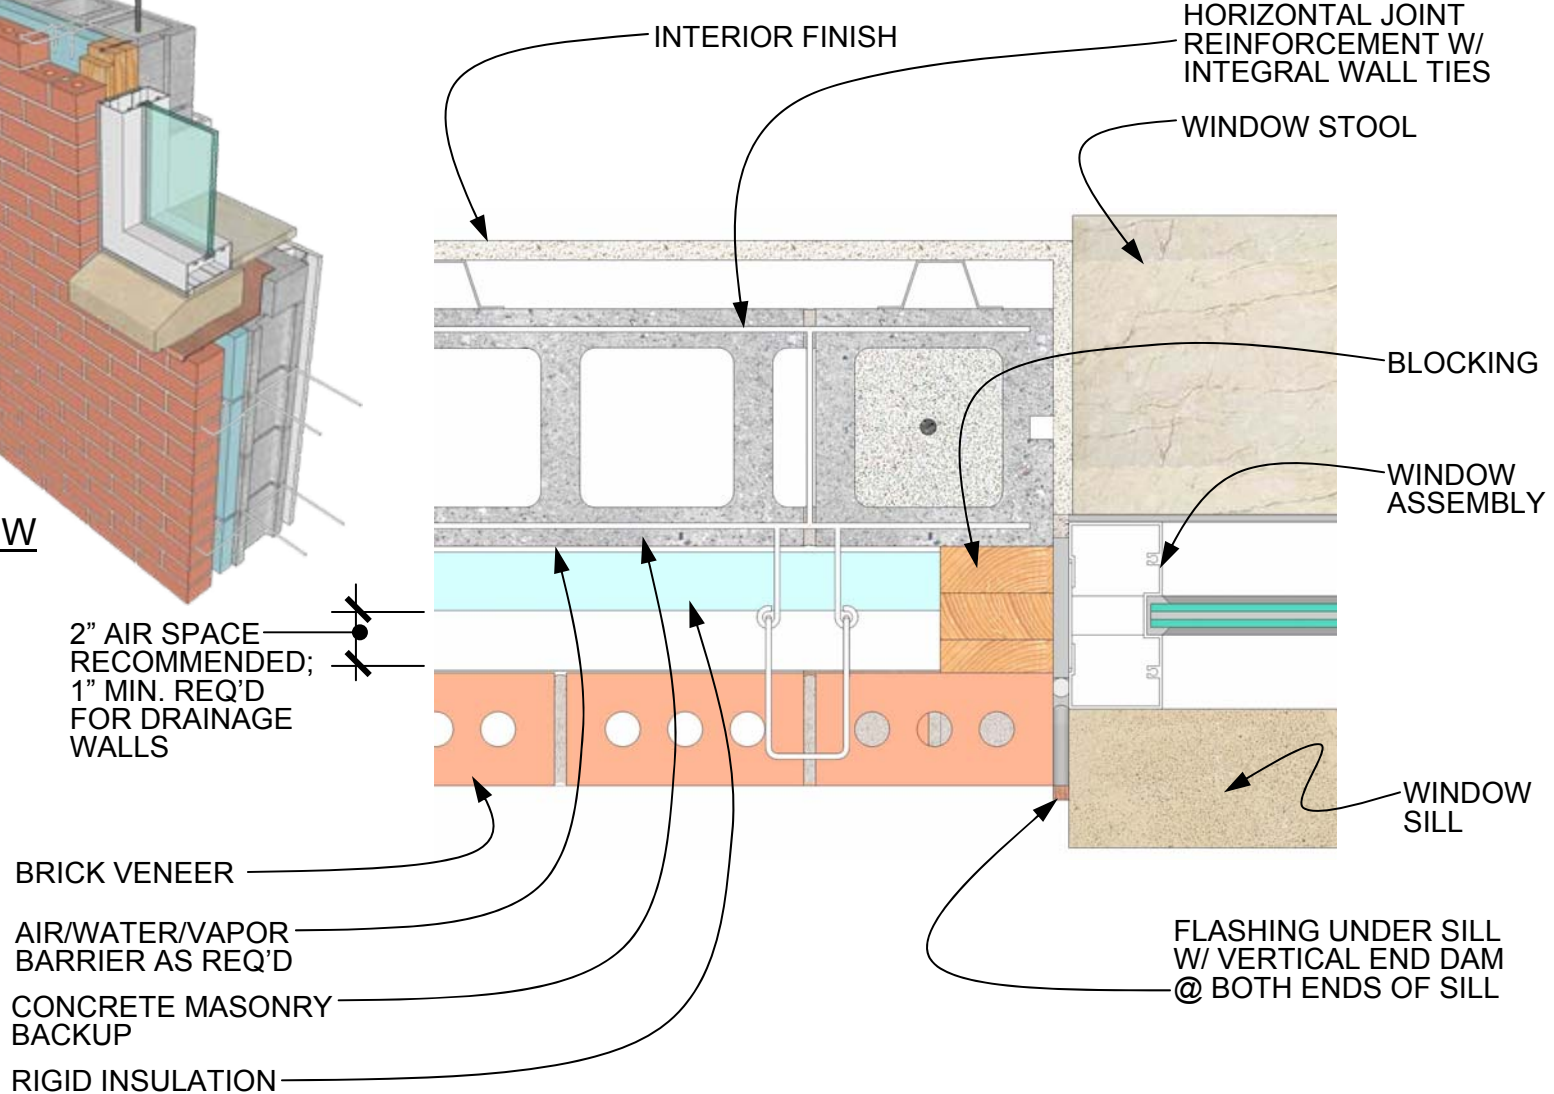 INTERIOR FINISH
HORIZONTAL JOINT
REINFORCEMENT W/
INTEGRAL WALL TIES
WINDOW STOOL
BLOCKING
WINDOW
ASSEMBLY
W
2” AIR SPACE
RECOMMENDED;
1” MIN. REQ’D
FOR DRAINAGE
WALLS
WINDOW
SILL
BRICK VENEER
AIR/WATER/VAPOR
BARRIER AS REQ’D
CONCRETE MASONRY
BACKUP
RIGID INSULATION
FLASHING UNDER SILL
W/ VERTICAL END DAM
@ BOTH ENDS OF SILL